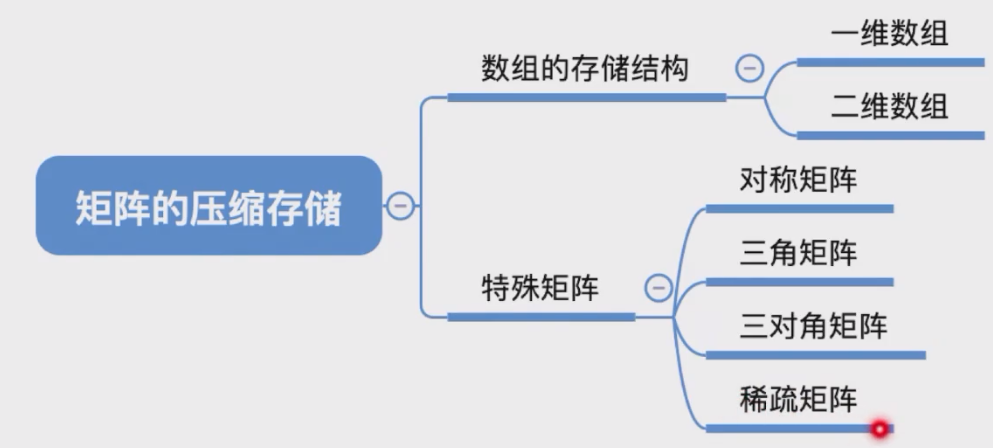 矩阵的压缩存储
数组的存储结构
一维数组
二维数组
特殊矩阵
对称矩阵
三角矩阵
三对角矩阵
稀疏矩阵